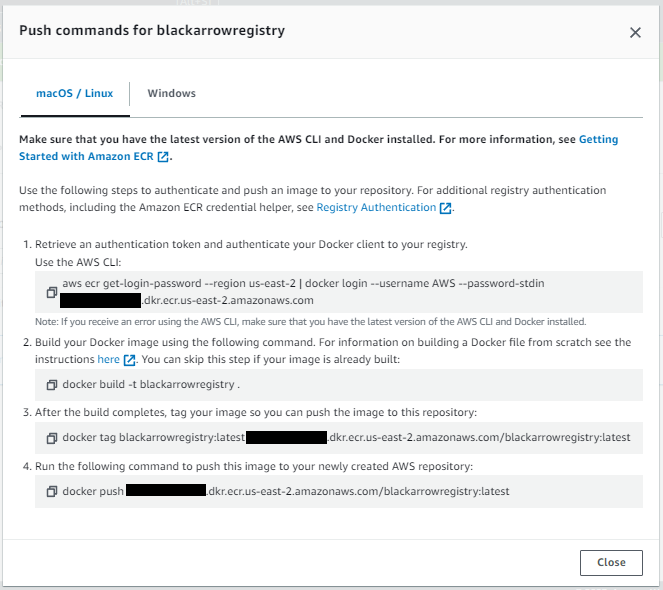 Push commands for blackarrowregistry
macOS / Linux
Windows
Make sure that you have the latest version of the AWS CLI and Docker installed. For more information, see Getting
Started with Amazon ECR.
Use the following steps to authenticate and push an image to your repository. For additional registry authentication
methods, including the Amazon ECR credential helper, see Registry Authentication.
1. Retrieve an authentication token and authenticate your Docker client to your registry.
Use the AWS CLI:
aws ecr get-login-password --region us-east-2 | docker login --username AWS --password-stdin
.dkr.ecr.us-east-2.amazonaws.com
Note: If you receive an error using the AWS CLI, make sure that you have the latest version of the AWS CLI and Docker installed.
2. Build your Docker image using the following command. For information on building a Docker file from scratch see the
instructions here. You can skip this step if your image is already built:
docker build -t blackarrowregistry .
3. After the build completes, tag your image so you can push the image to this repository:
docker tag blackarrowregistry:latest .dkr.ecr.us-east-2.amazonaws.com/blackarrowregistry:latest
4. Run the following command to push this image to your newly created AWS repository:
docker push .dkr.ecr.us-east-2.amazonaws.com/blackarrowregistry:latest
Close